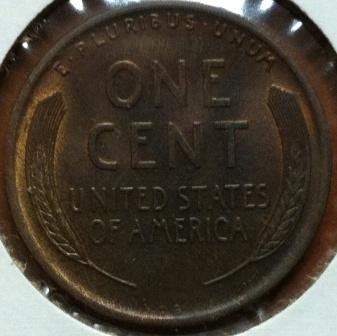 E · PLURIBUS · UNUM
ONE
CENT
UNITED STATES
OF AMERICA